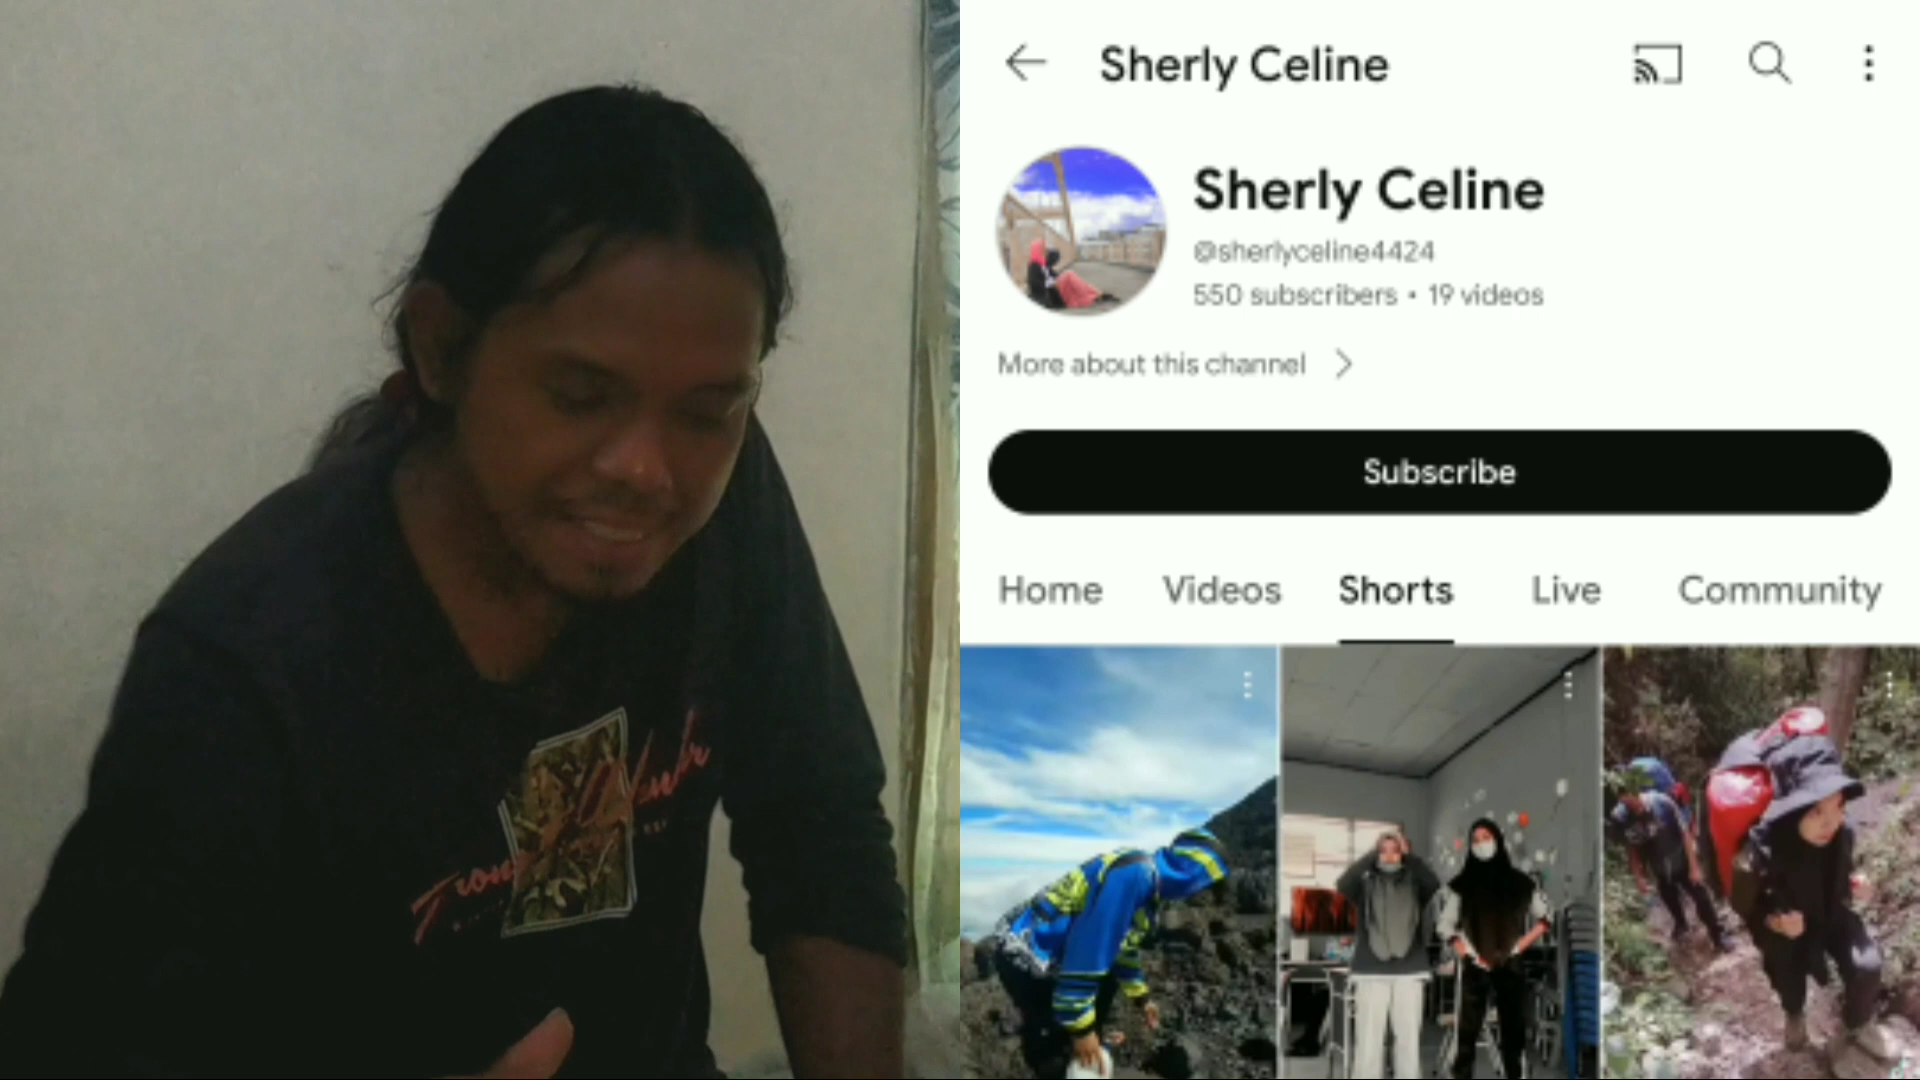 Sherly Celine
Sherly Celine
@sherlyceline4424
550 subscribers • 19 videos
More about this channel
Subscribe
Home Videos Shorts Live Community